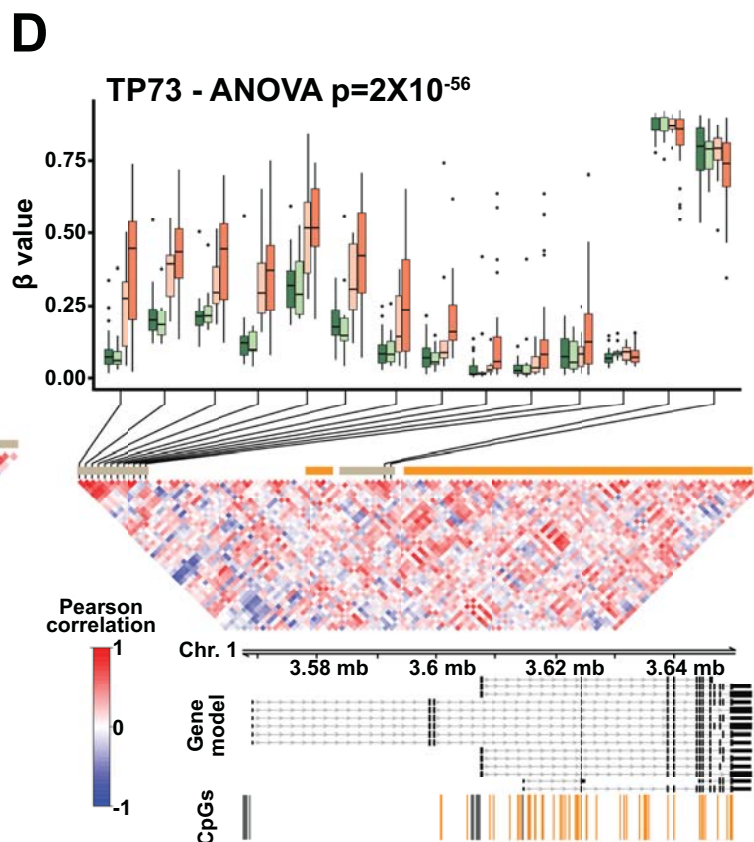 D
TP73 - ANOVA p=2X10-56
β value
0.75
0.50
0.25
0.00
Pearson
correlation
1
0
-1
Chr. 1
3.58 mb
3.6 mb
3.62 mb
3.64 mb
Gene
model
CpGs